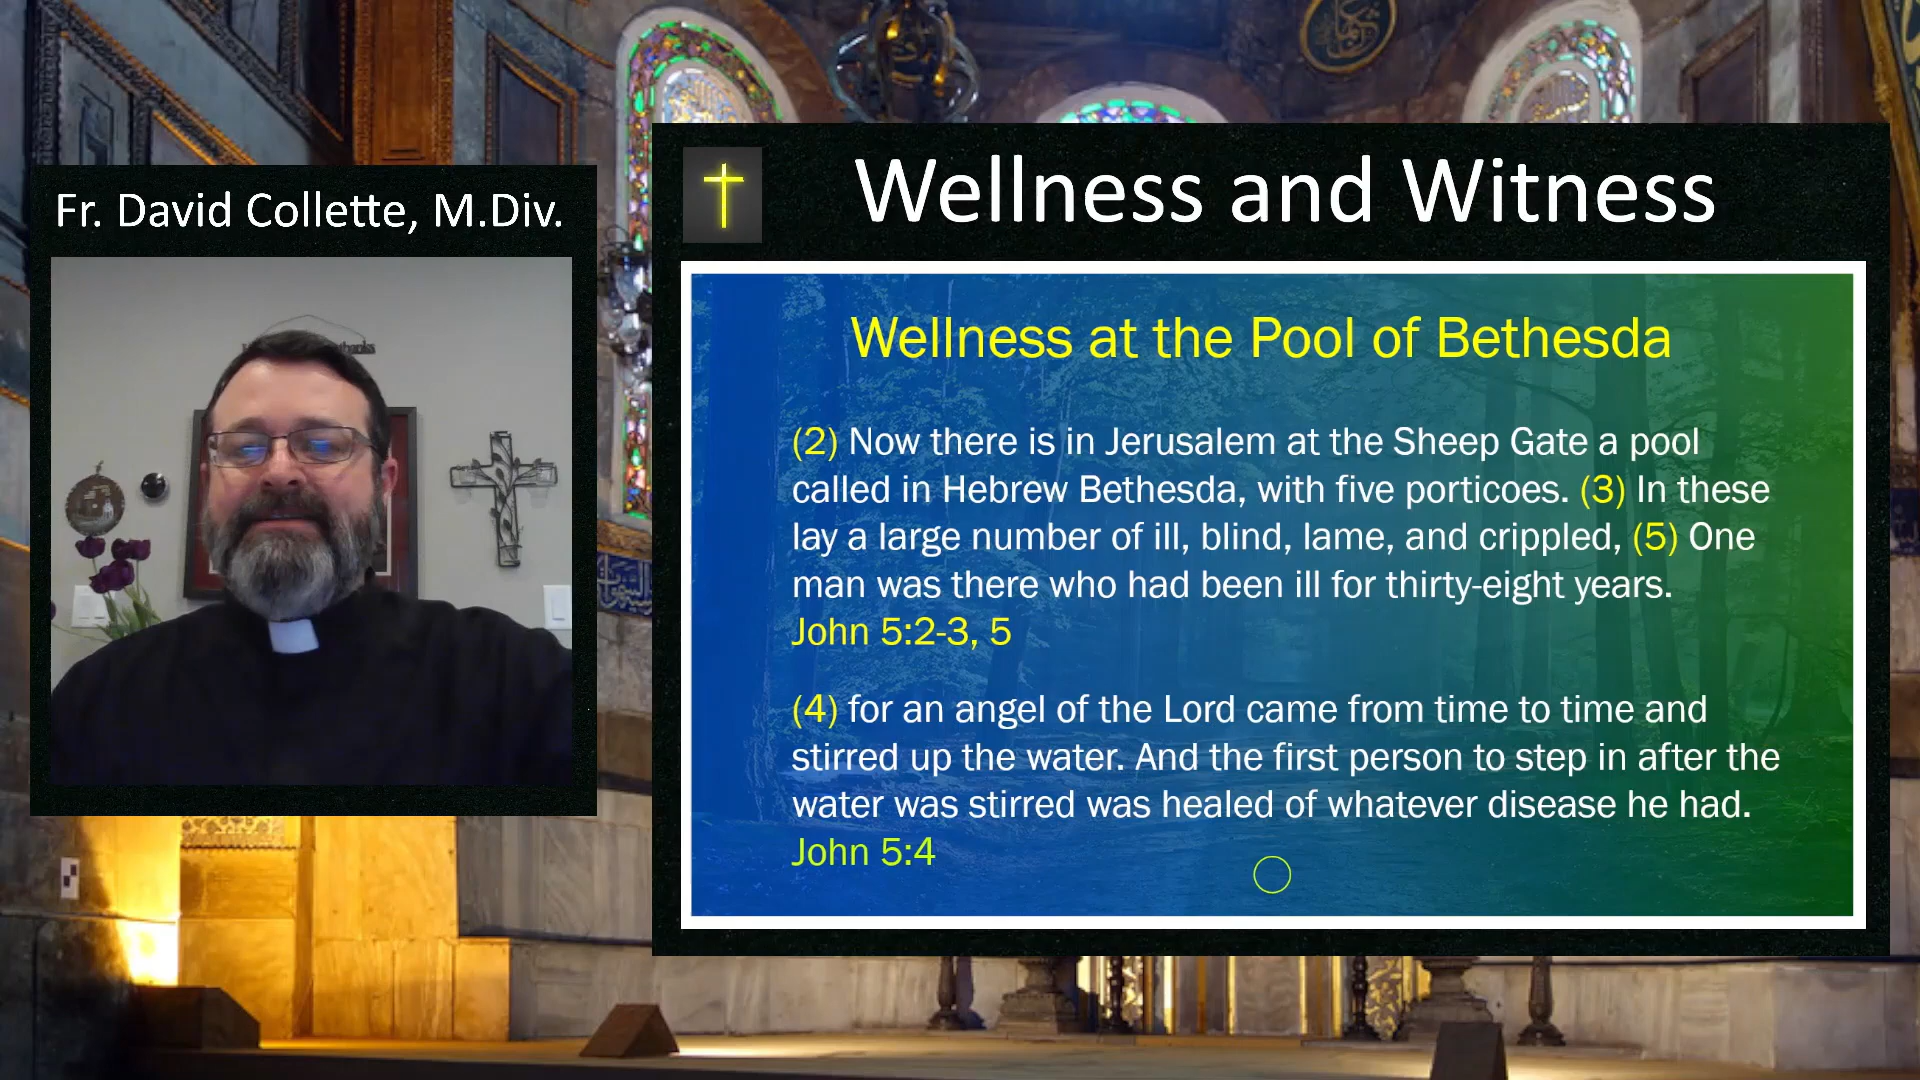 Fr. David Collette, M.Div.
Wellness and Witness
Wellness at the Pool of Bethesda
(2) Now there is in Jerusalem at the Sheep Gate a pool
called in Hebrew Bethesda, with five porticoes. (3) In these
lay a large number of ill, blind, lame, and crippled, (5) One
man was there who had been ill for thirty-eight years.
John 5:2-3, 5
(4) for an angel of the Lord came from time to time and
stirred up the water. And the first person to step in after the
water was stirred was healed of whatever disease he had.
John 5:4